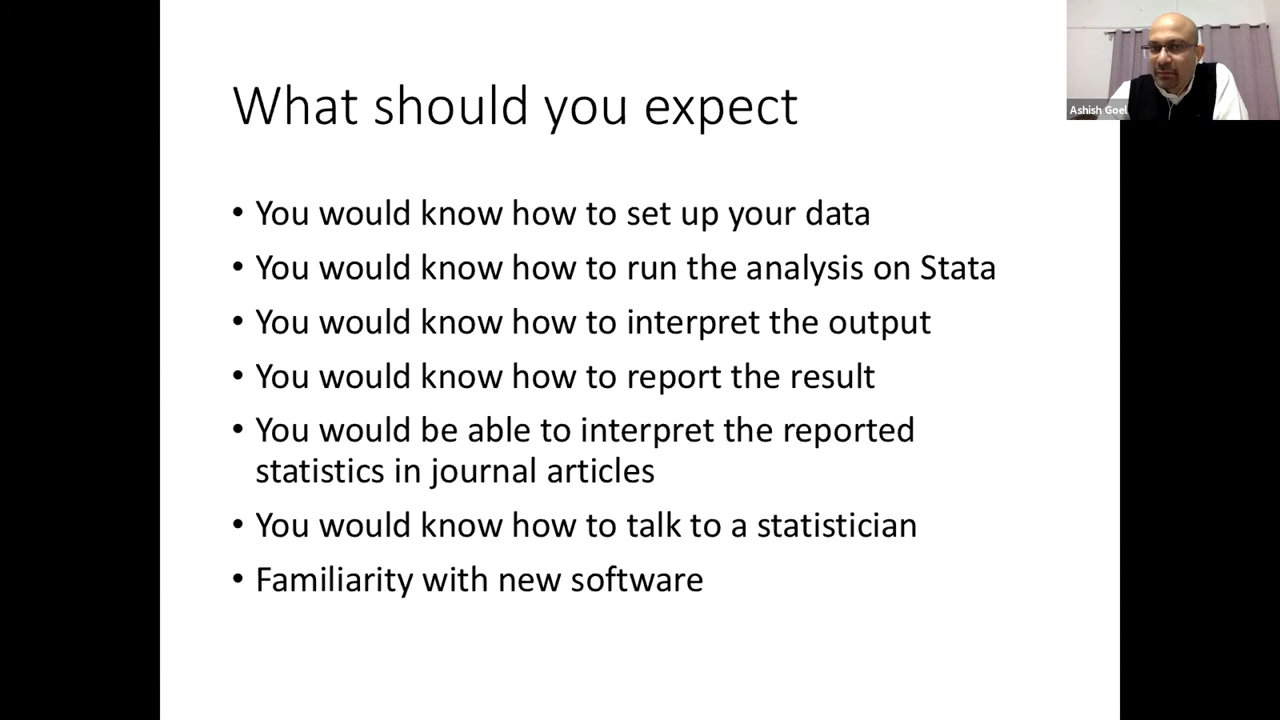 What should you expect
Ashish Goel
• You would know how to set up your data
• You would know how to run the analysis on Stata
• You would know how to interpret the output
• You would know how to report the result
• You would be able to interpret the reported
statistics in journal articles
• You would know how to talk to a statistician
• Familiarity with new software